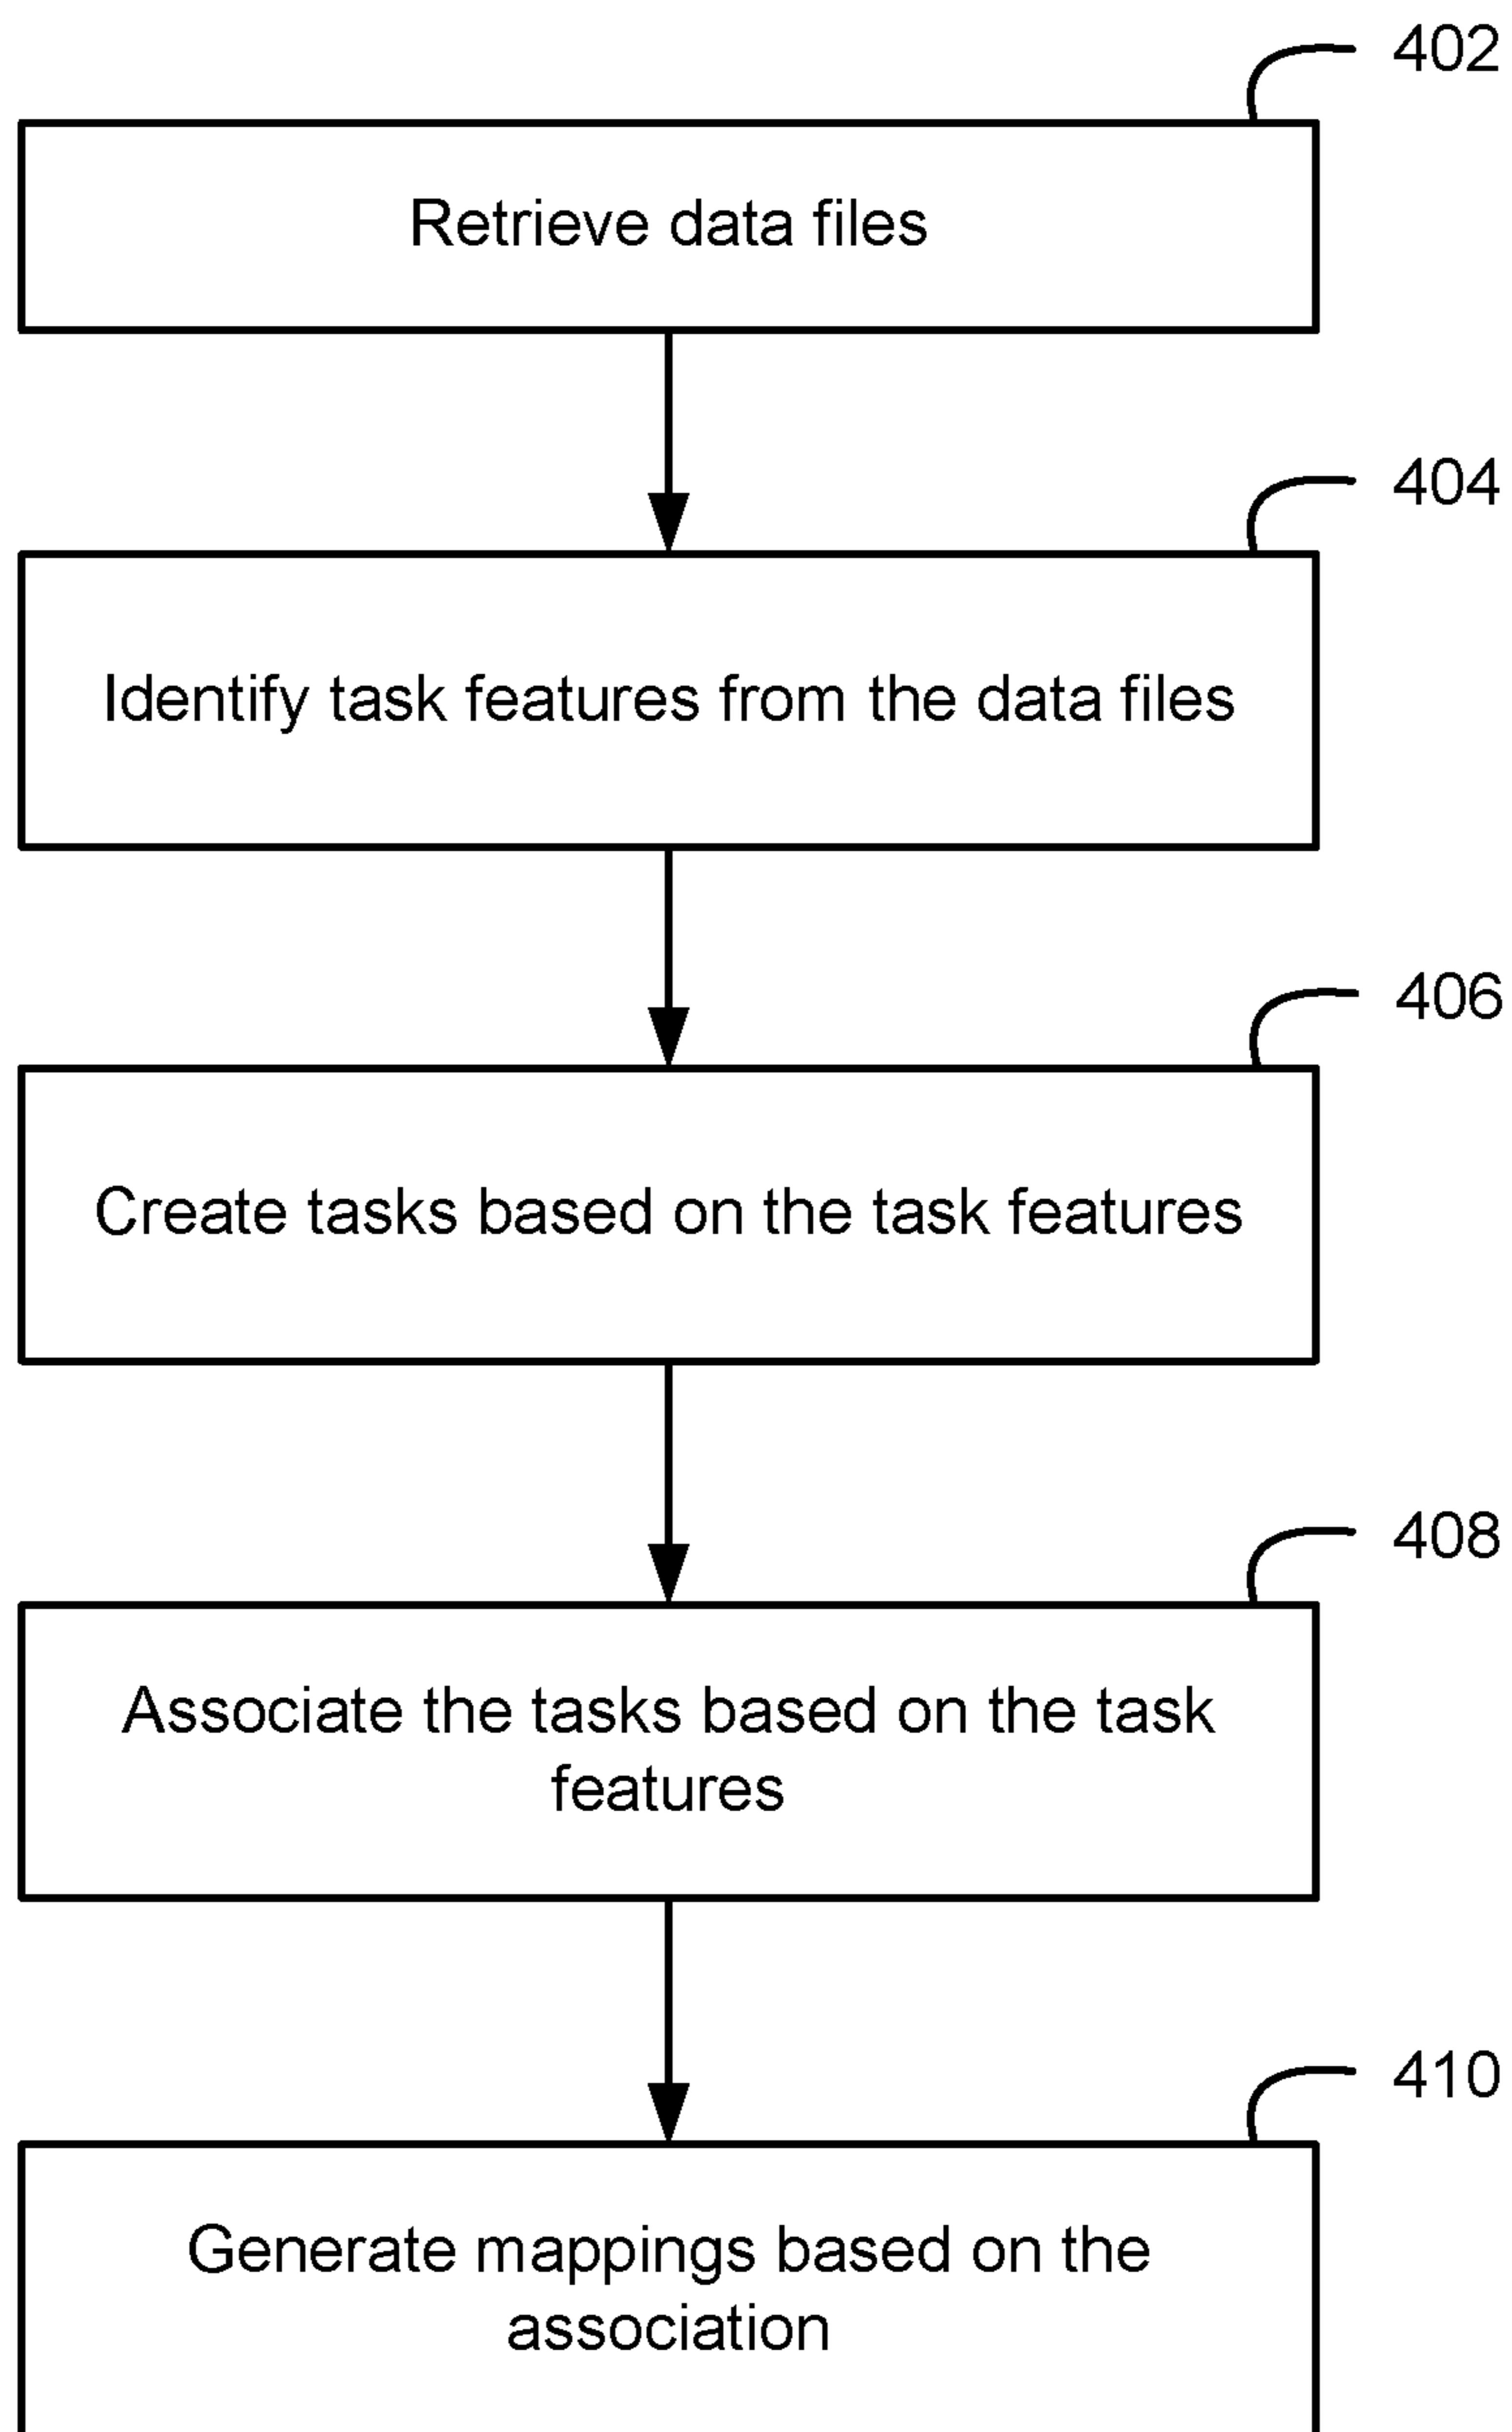 402
Retrieve data files
404
Identify task features from the data files
406
Create tasks based on the task features
408
Associate the tasks based on the task
features
410
Generate mappings based on the
association